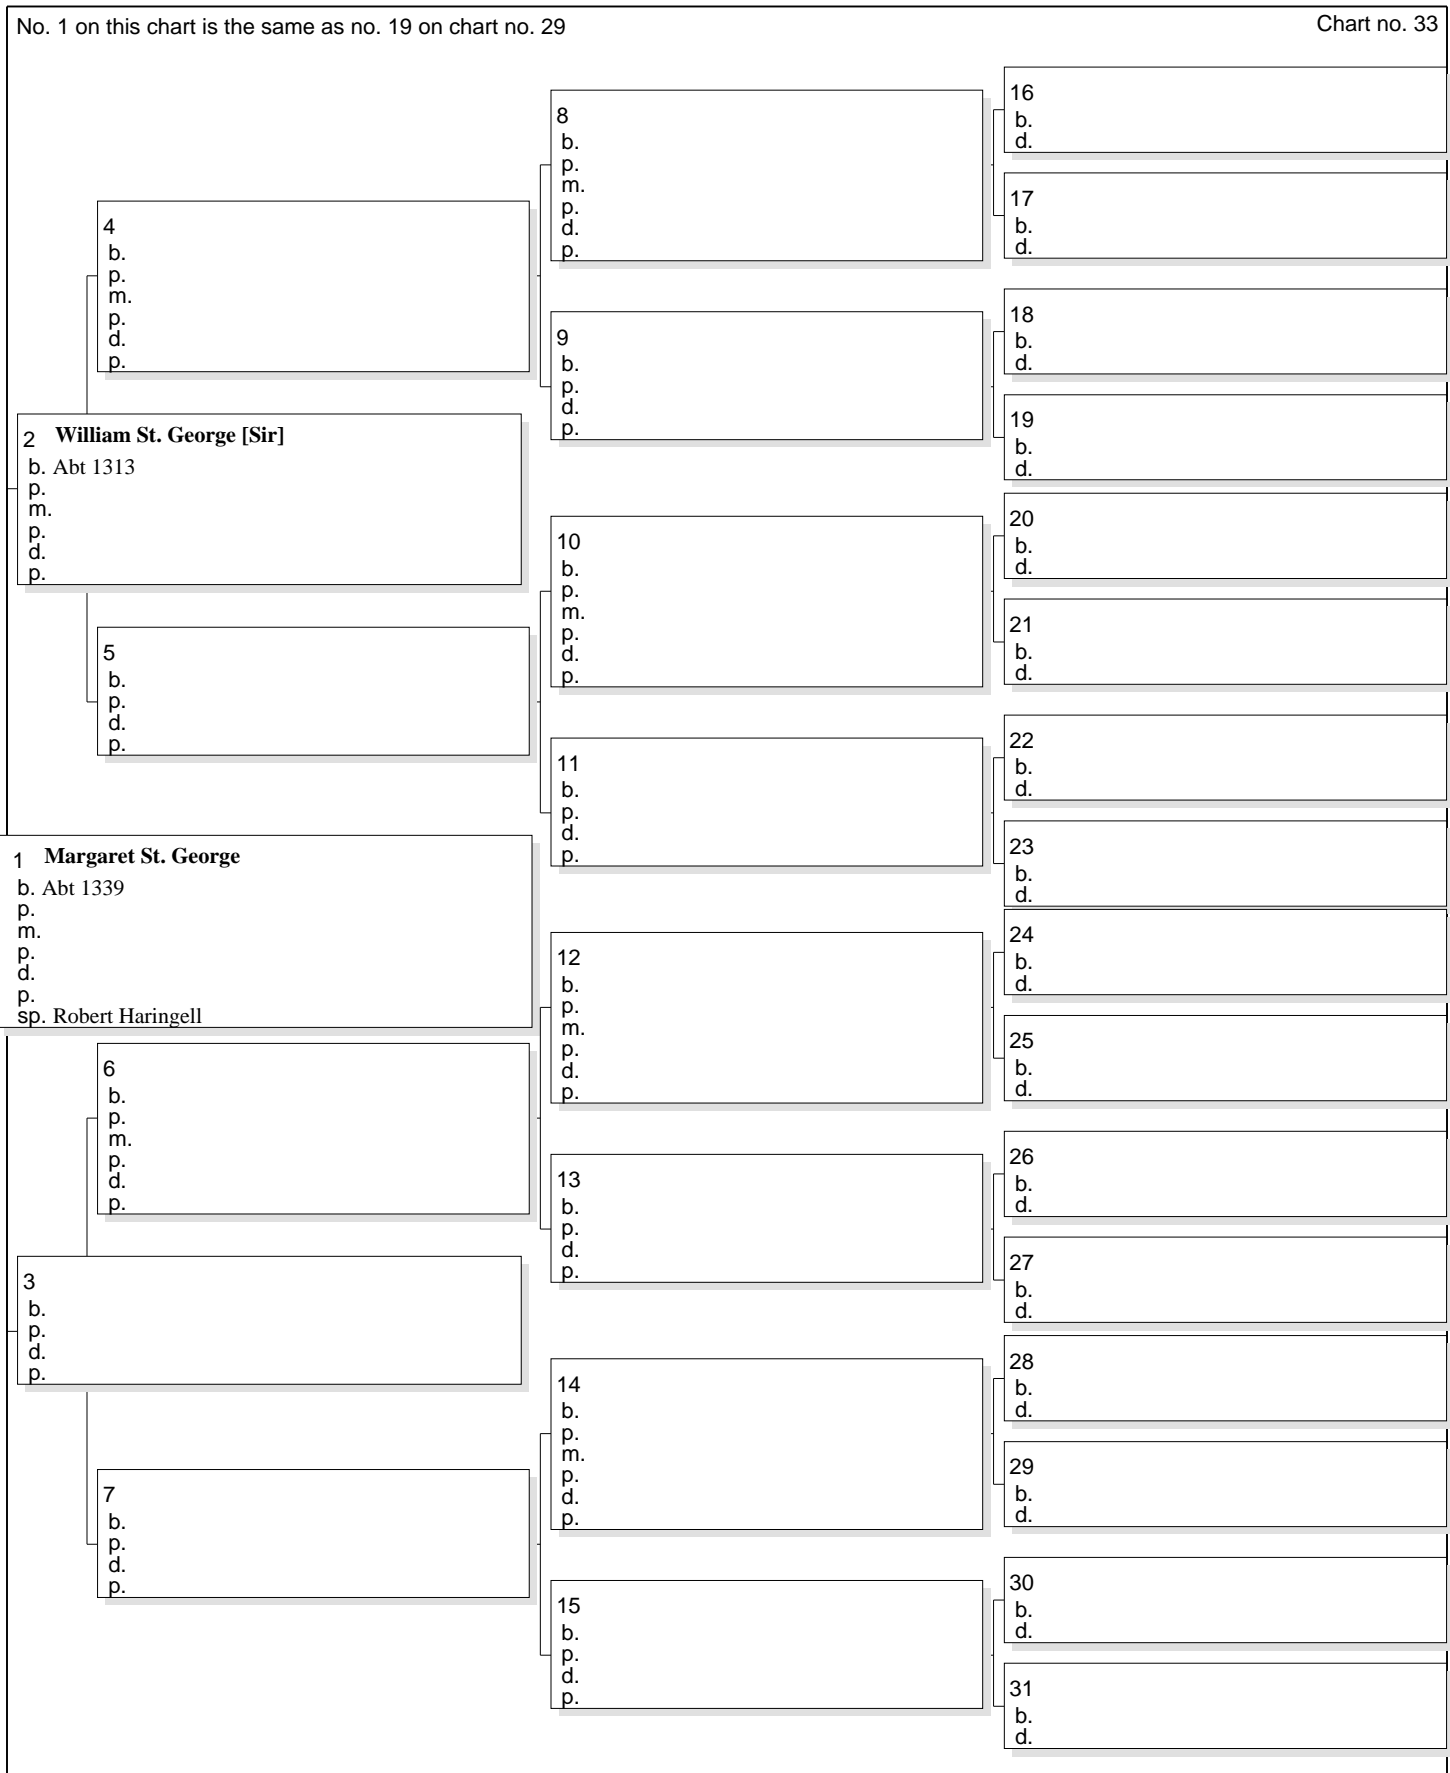 No. 1 on this chart is the same as no. 19 on chart no. 29
Chart no. 33
16
b.
d.
8
b.
p.
m.
p.
d.
p.
17
b.
d.
4
b.
p.
m.
p.
d.
p.
18
b.
d.
9
b.
p.
d.
p.
19
b.
d.
2 William St. George [Sir]
b. Abt 1313
p.
m.
p.
d.
p.
20
b.
d.
10
b.
p.
m.
p.
d.
p.
21
b.
d.
5
b.
p.
d.
p.
22
b.
d.
11
b.
p.
d.
p.
23
b.
d.
1 Margaret St. George
b. Abt 1339
p.
m.
p.
d.
p.
sp. Robert Haringell
24
b.
d.
12
b.
p.
m.
p.
d.
p.
25
b.
d.
6
b.
p.
m.
p.
d.
p.
26
b.
d.
13
b.
p.
d.
p.
27
b.
d.
3
b.
p.
d.
p.
28
b.
d.
14
b.
p.
m.
p.
d.
p.
29
b.
d.
7
b.
p.
d.
p.
30
b.
d.
15
b.
p.
d.
p.
31
b.
d.